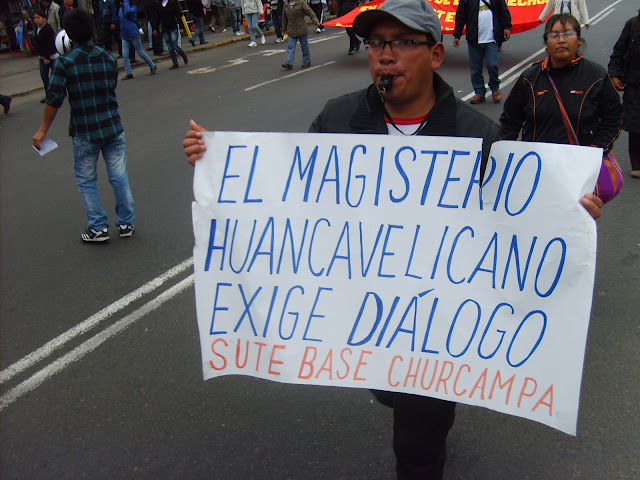 EL MAGISTERIO
HUANCAVELICANO
EXIGE DIÁLOGO
SUTE BASE CHURCAMPA